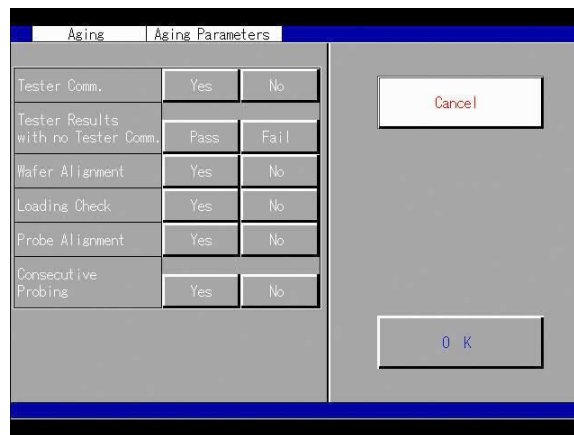 Aging
Aging Parameters
Tester Comm.
Yes
No
Cancel
Tester Results
with no Tester Comm.
Pass
Fail
Wafer Alignment
Yes
No
Loading Check
Yes
No
Probe Alignment
Yes
No
Consecutive
Probing
Yes
No
O K